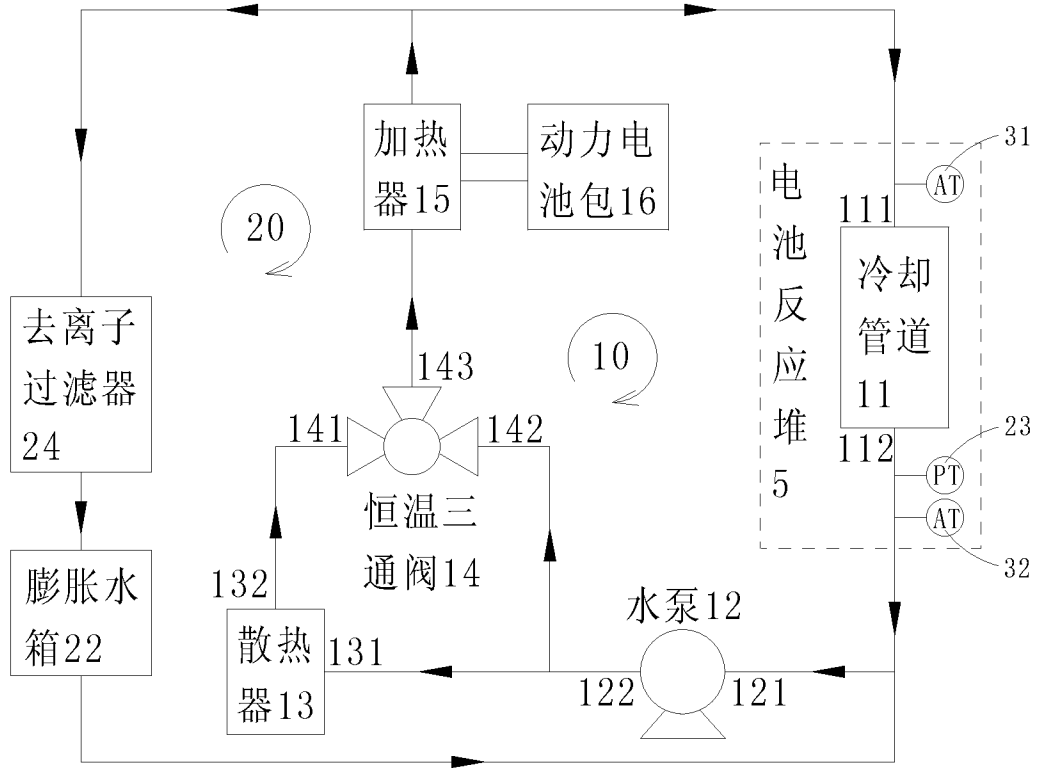 加热
器15
动力电
池包16
31
AT
电
池
反
应
堆
5
111
冷却
管道
11
112
20
10
去离子
过滤器
24
143
141
142
23
PT
AT
32
恒温三
通阀14
膨胀水
箱22
132
散热
器13
131
水泵12
122
121